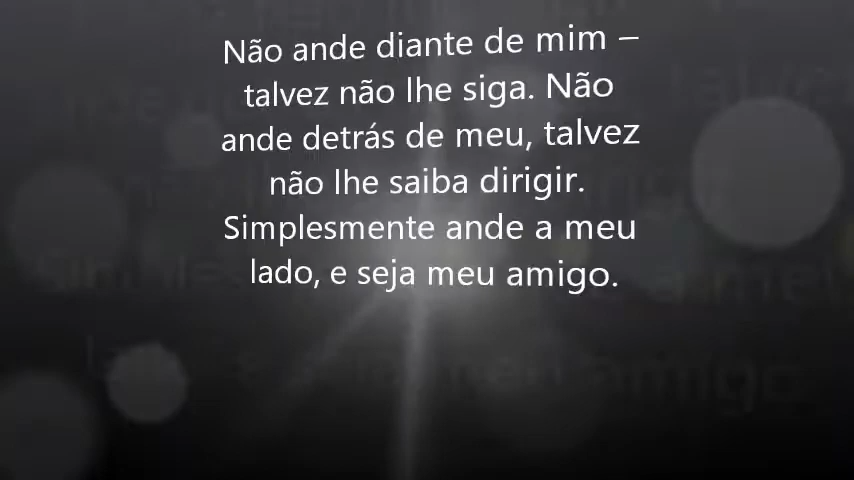 Não ande diante de mim –
talvez não lhe siga. Não
ande detrás de meu, talvez
não lhe saiba dirigir.
Simplesmente ande a meu
lado, e seja meu amigo.